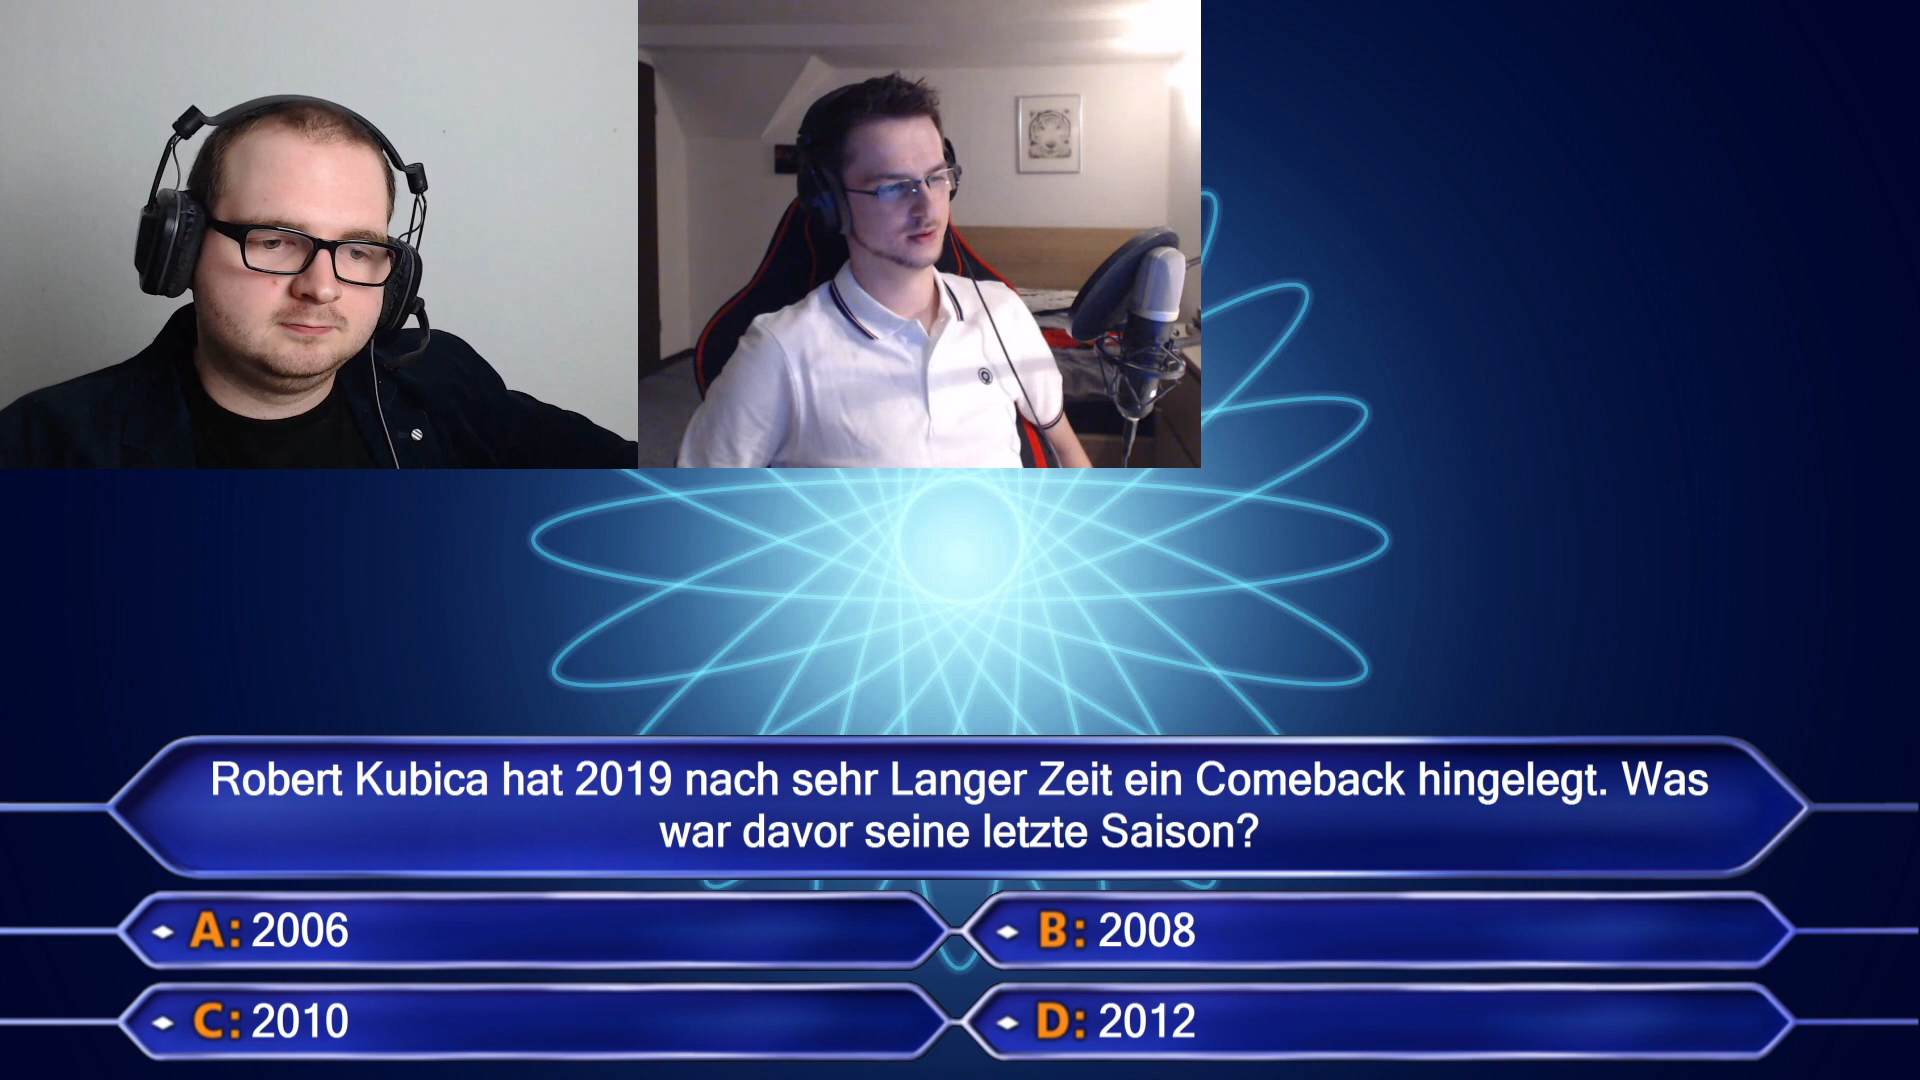 Robert Kubica hat 2019 nach sehr Langer Zeit ein Comeback hingelegt. Was
war davor seine letzte Saison?
A: 2006
B: 2008
C: 2010
D: 2012